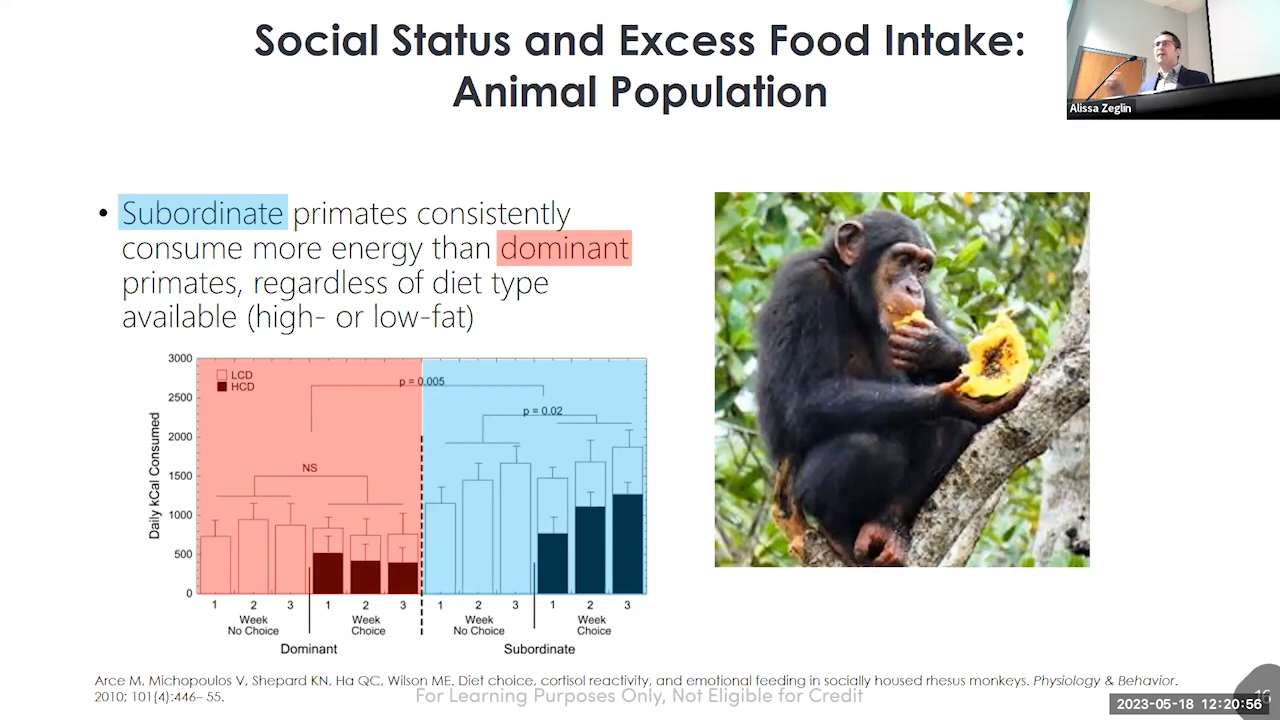 Social Status and Excess Food Intake:
Animal Population
Alissa Zeglin
• Subordinate primates consistently
consume more energy than dominant
primates, regardless of diet type
available (high- or low-fat)
3000
2500
2000
1500
1000
500
0
Daily kCal Consumed
LCD
HCD
p = 0.005
p = 0.02
NS
1 2 3 1 2 3 1 2 3 1 2 3
Week Week Week Week
No Choice Choice No Choice Choice
Dominant Subordinate
Arce M, Michopoulos V, Shepard KN, Ha QC, Wilson ME. Diet choice, cortisol reactivity, and emotional feeding in socially housed rhesus monkeys. Physiology & Behavior.
2010; 101(4):446– 55.
For Learning Purposes Only, Not Eligible for Credit
16
2023-05-18 12:20:56